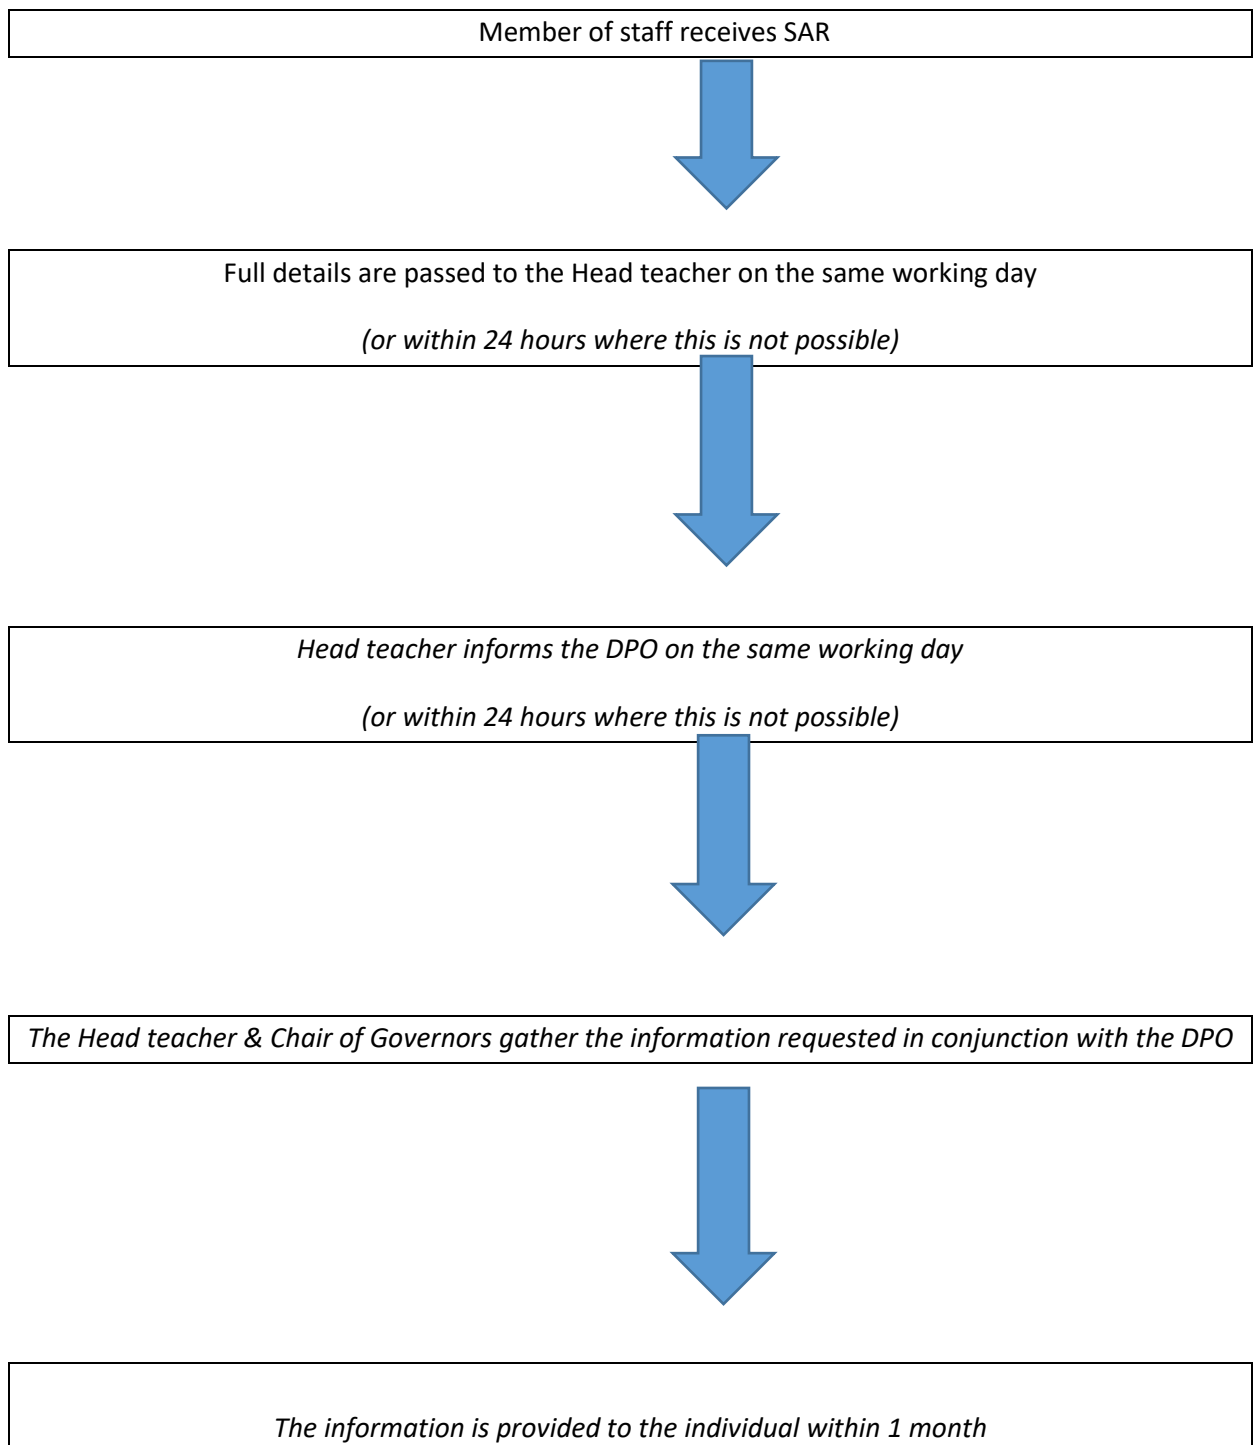 Member of staff receives SAR
Full details are passed to the Head teacher on the same working day
(or within 24 hours where this is not possible)
Head teacher informs the DPO on the same working day
(or within 24 hours where this is not possible)
The Head teacher & Chair of Governors gather the information requested in conjunction with the DPO
The information is provided to the individual within 1 month